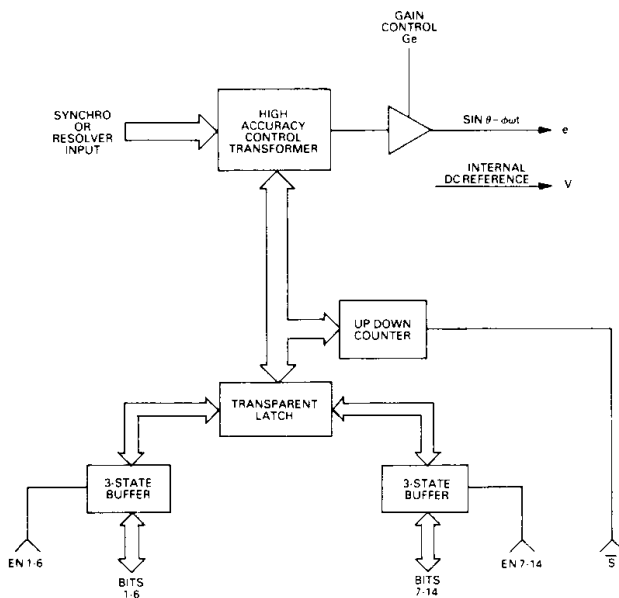 GAIN
CONTROL
Ge
SYNCHRO
OR
RESOLVER
INPUT
HIGH
ACCURACY
CONTROL
TRANSFORMER
SIN θ - ϕωt
e
INTERNAL
DC REFERENCE
V
UP DOWN
COUNTER
TRANSPARENT
LATCH
3-STATE
BUFFER
3-STATE
BUFFER
EN 1-6
BITS
1-6
BITS
7-14
EN 7-14
S̅